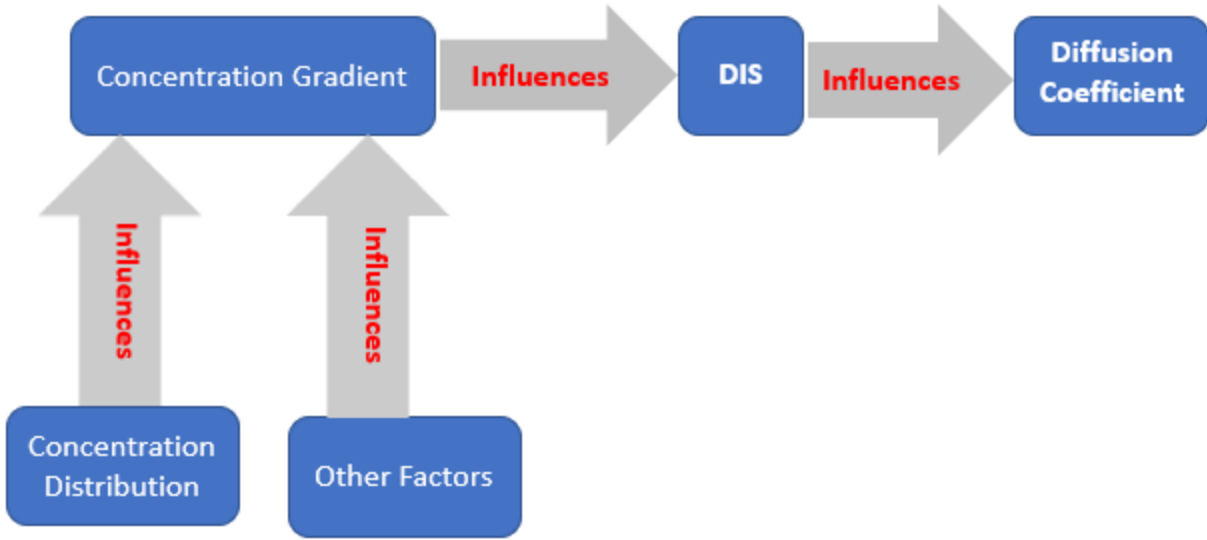 Concentration Gradient
Influences
DIS
Influences
Diffusion
Coefficient
Influences
Influences
Concentration
Distribution
Other Factors